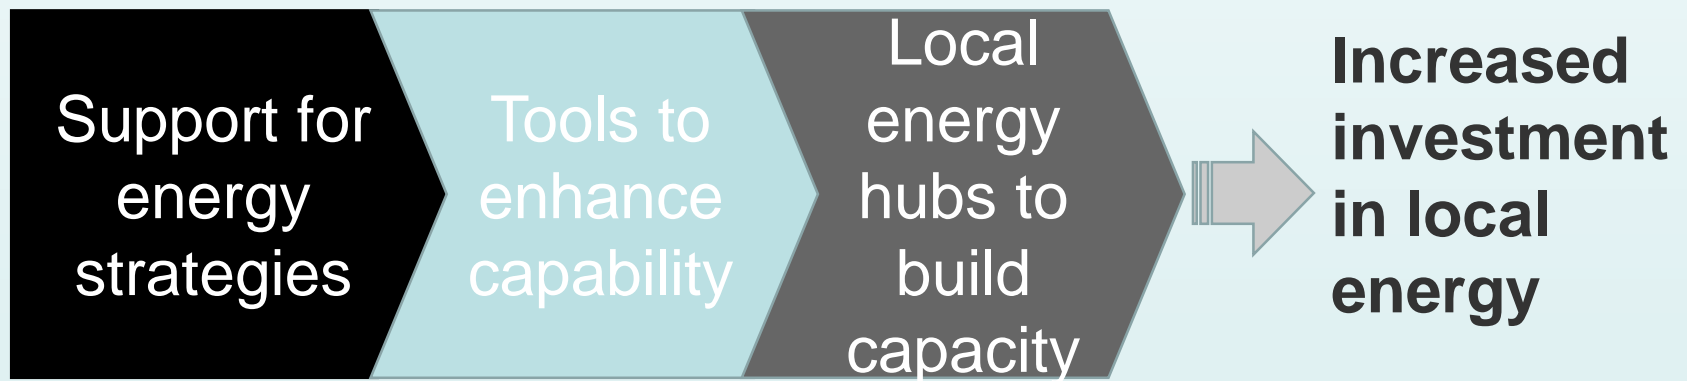 Support for
energy
strategies
Tools to
enhance
capability
Local
energy
hubs to
build
capacity
Increased
investment
in local
energy